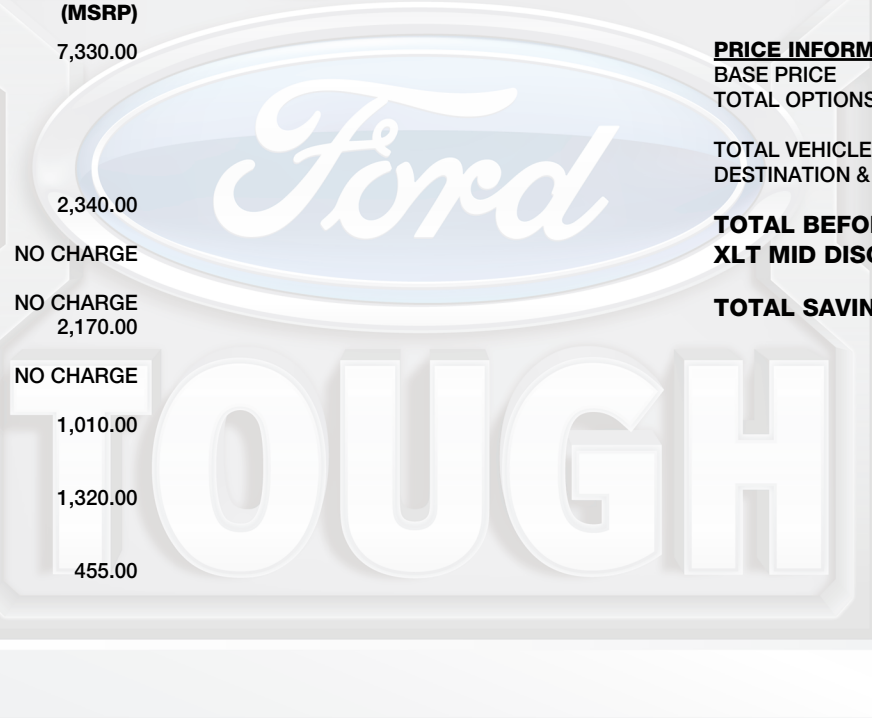 (MSRP)
7,330.00
2,340.00
NO CHARGE
NO CHARGE
2,170.00
NO CHARGE
1,010.00
1,320.00
455.00
PRICE INFORM
BASE PRICE
TOTAL OPTIONS
TOTAL VEHICLE
DESTINATION &
TOTAL BEFO
XLT MID DISC
TOTAL SAVIN
Ford
TOUGH